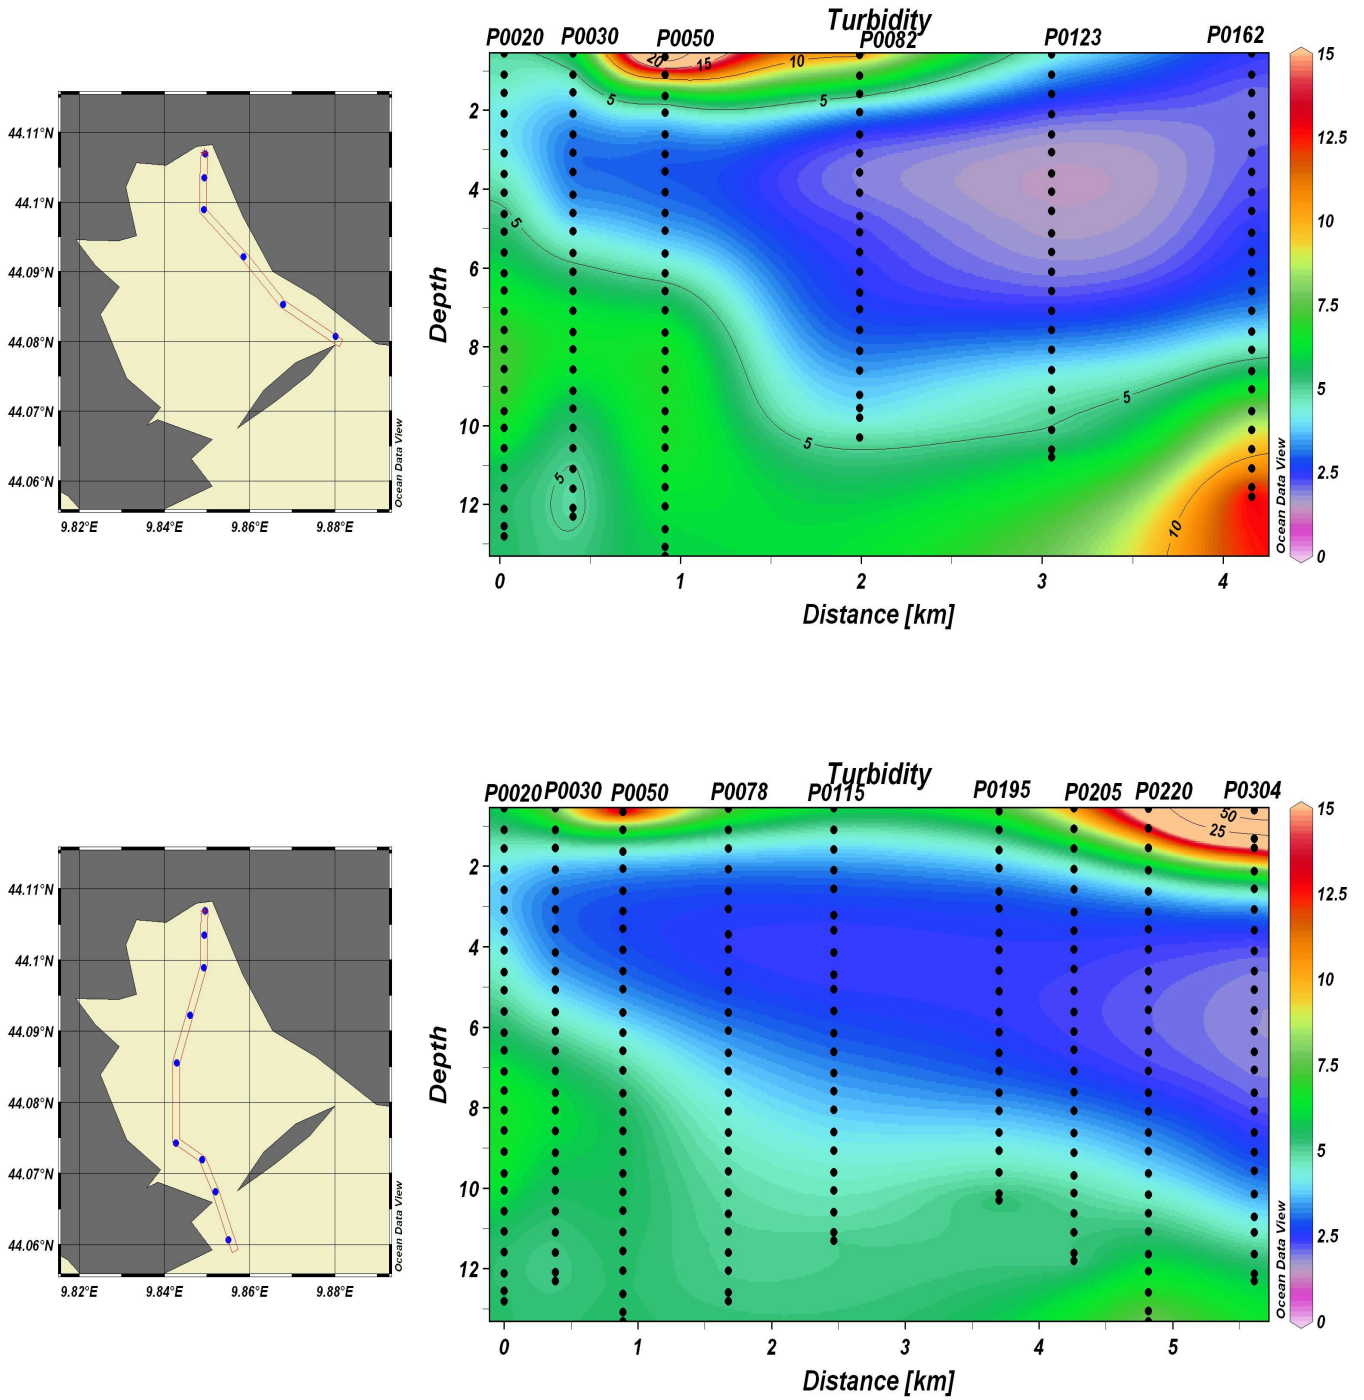 Turbidity
P0020 P0030 P0050 P0082 P0123 P0162
44.11°N
44.1°N
44.09°N
44.08°N
44.07°N
44.06°N
9.82°E 9.84°E 9.86°E 9.88°E
Ocean Data View
Depth
2
4
6
8
10
12
20 15 10
5 5
5
5
5
5
10
0 1 2 3 4
Distance [km]
Ocean Data View
15
12.5
10
7.5
5
2.5
0
Turbidity
P0020 P0030 P0050 P0078 P0115 P0195 P0205 P0220 P0304
44.11°N
44.1°N
44.09°N
44.08°N
44.07°N
44.06°N
9.82°E 9.84°E 9.86°E 9.88°E
Ocean Data View
Depth
2
4
6
8
10
12
50
25
0 1 2 3 4 5
Distance [km]
Ocean Data View
15
12.5
10
7.5
5
2.5
0